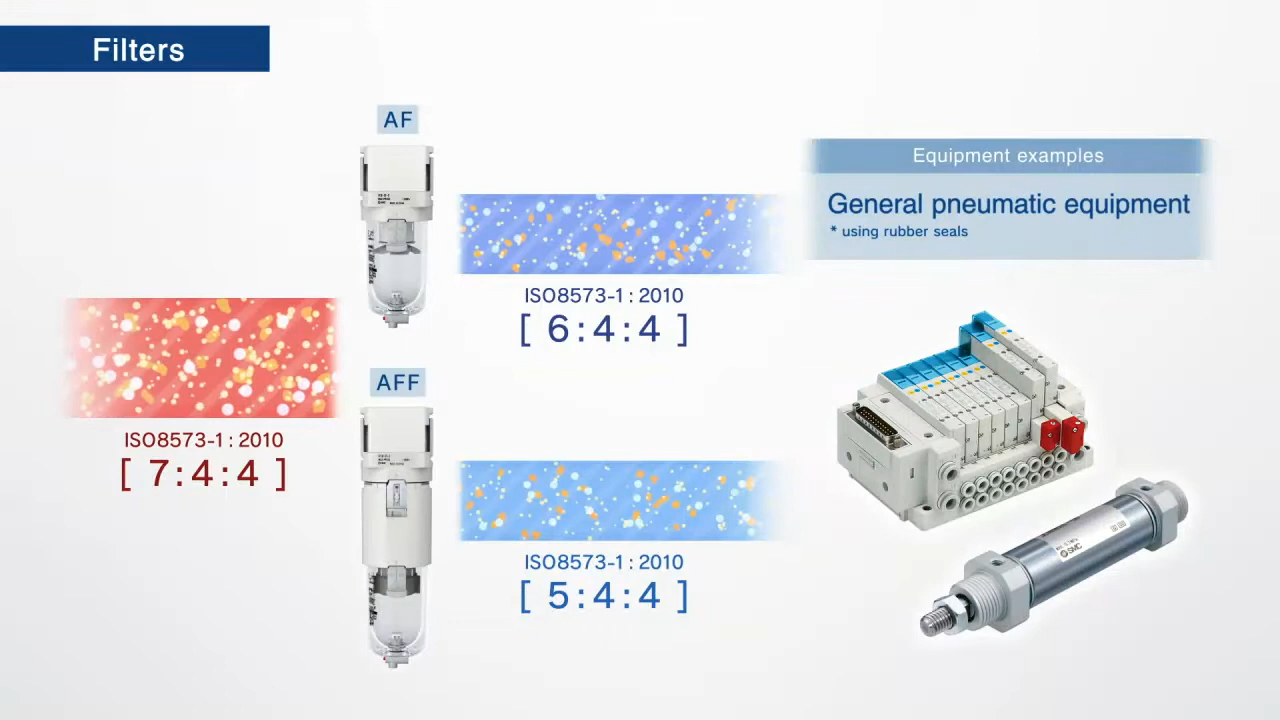 Filters
AF
Equipment examples
General pneumatic equipment
* using rubber seals
ISO8573-1 : 2010
[ 6:4:4 ]
AFF
ISO8573-1 : 2010
[ 7:4:4 ]
ISO8573-1 : 2010
[ 5:4:4 ]
SMC